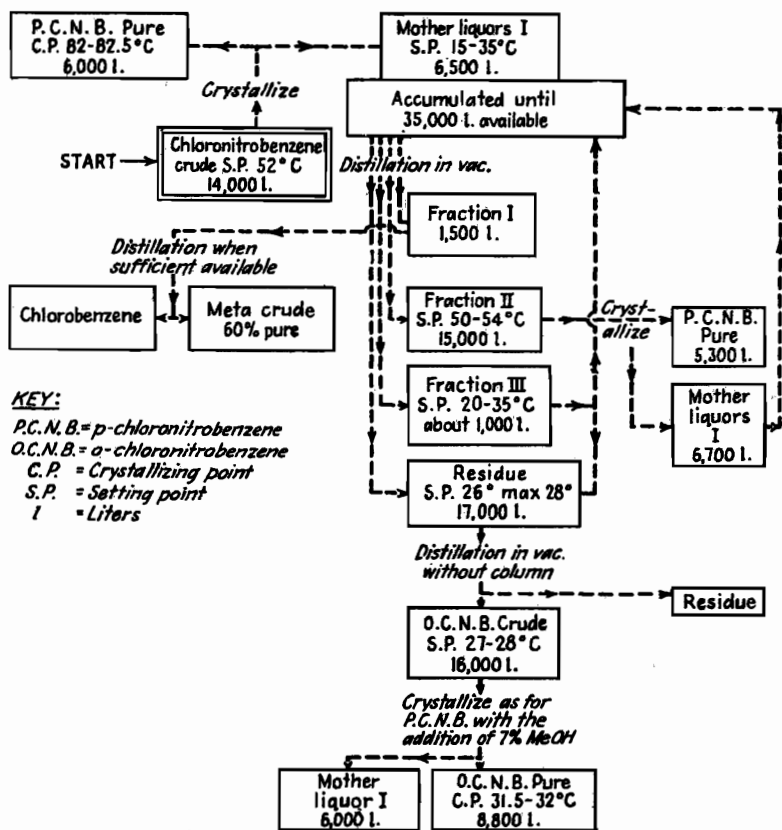 P.C.N.B. Pure
C.P. 82-82.5°C
6,000 l.
Mother liquors I
S.P. 15-35°C
6,500 l.
Crystallize
Accumulated until
35,000 l. available
START
Chloronitrobenzene
crude S.P. 52°C
14,000 l.
Distillation in vac.
Fraction I
1,500 l.
Distillation when
sufficient available
Chlorobenzene
Meta crude
60% pure
Fraction II
S.P. 50-54°C
15,000 l.
Cryst-
allize
P.C.N.B.
Pure
5,300 l.
Fraction III
S.P. 20-35°C
about 1,000 l.
Mother
liquors
I
6,700 l.
KEY:
P.C.N.B. = p-chloronitrobenzene
O.C.N.B. = o-chloronitrobenzene
C.P. = Crystallizing point
S.P. = Setting point
l = Liters
Residue
S.P. 26° max 28°
17,000 l.
Distillation in vac.
without column
Residue
O.C.N.B. Crude
S.P. 27-28°C
16,000 l.
Crystallize as for
P.C.N.B. with the
addition of 7% MeOH
Mother
liquor I
6,000 l.
O.C.N.B. Pure
C.P. 31.5-32°C
8,800 l.